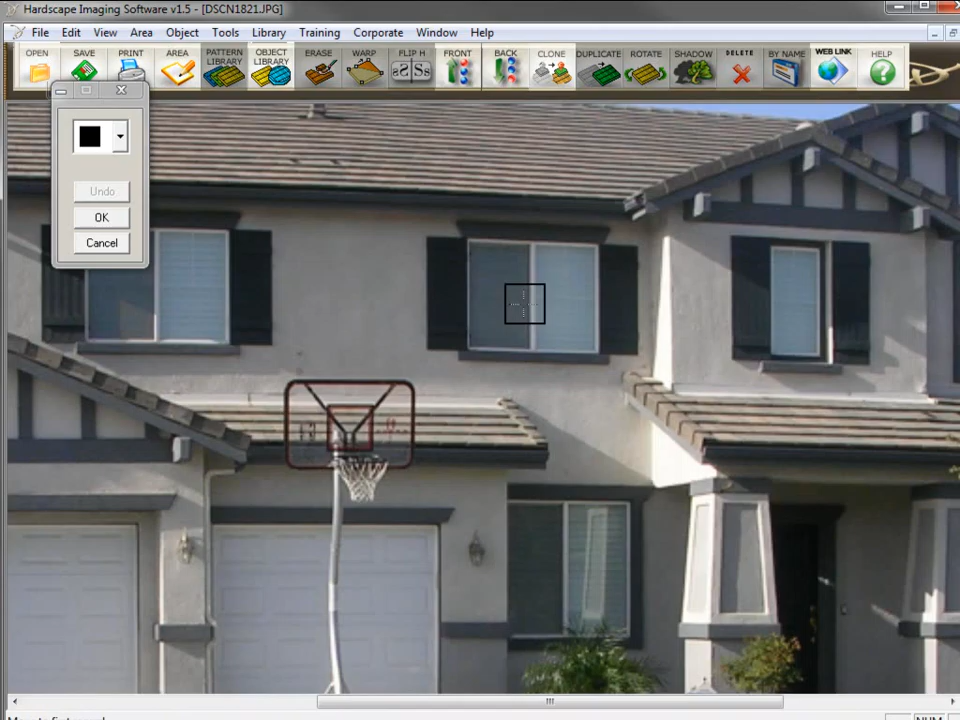 Hardscape Imaging Software v1.5 - [DSCN1821.JPG]
File Edit View Area Object Tools Library Training Corporate Window Help
OPEN SAVE PRINT AREA PATTERN LIBRARY OBJECT LIBRARY ERASE WARP FLIP H FRONT BACK CLONE DUPLICATE ROTATE SHADOW DELETE BY NAME WEB LINK HELP
Undo
OK
Cancel